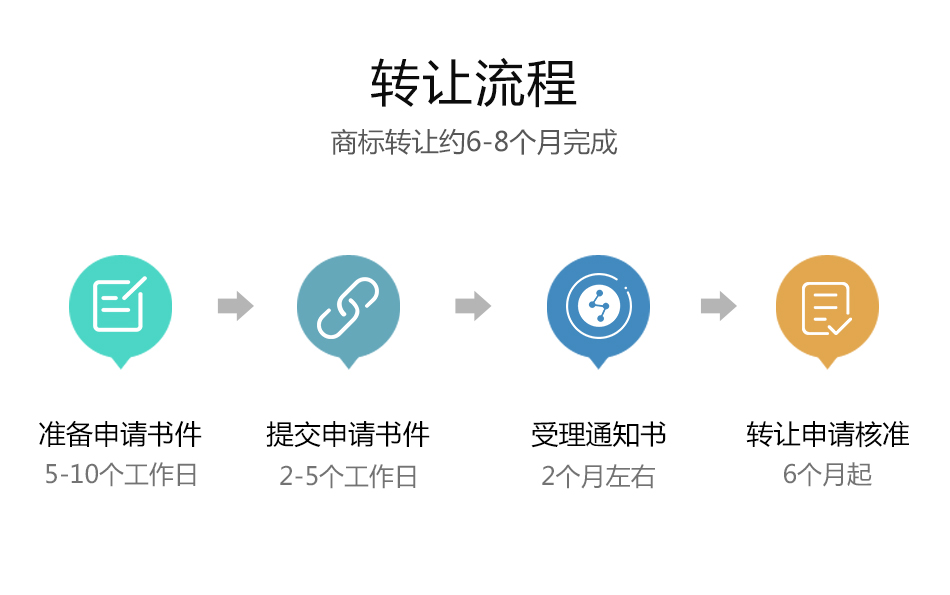 转让流程
商标转让约6-8个月完成
准备申请书件
5-10个工作日
提交申请书件
2-5个工作日
受理通知书
2个月左右
转让申请核准
6个月起